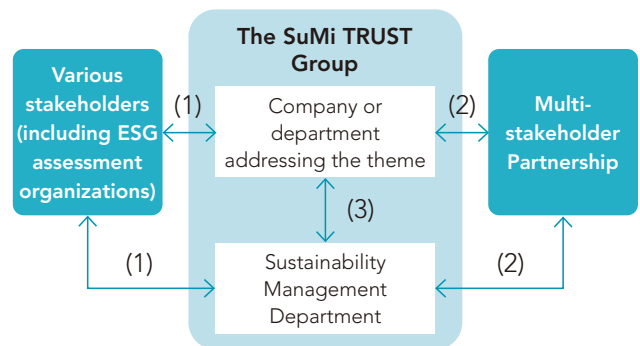 The SuMi TRUST
Group
Various
stakeholders
(including ESG
assessment
organizations)
(1)
Company or
department
addressing the theme
(2)
Multi-
stakeholder
Partnership
(3)
(1)
Sustainability
Management
Department
(2)